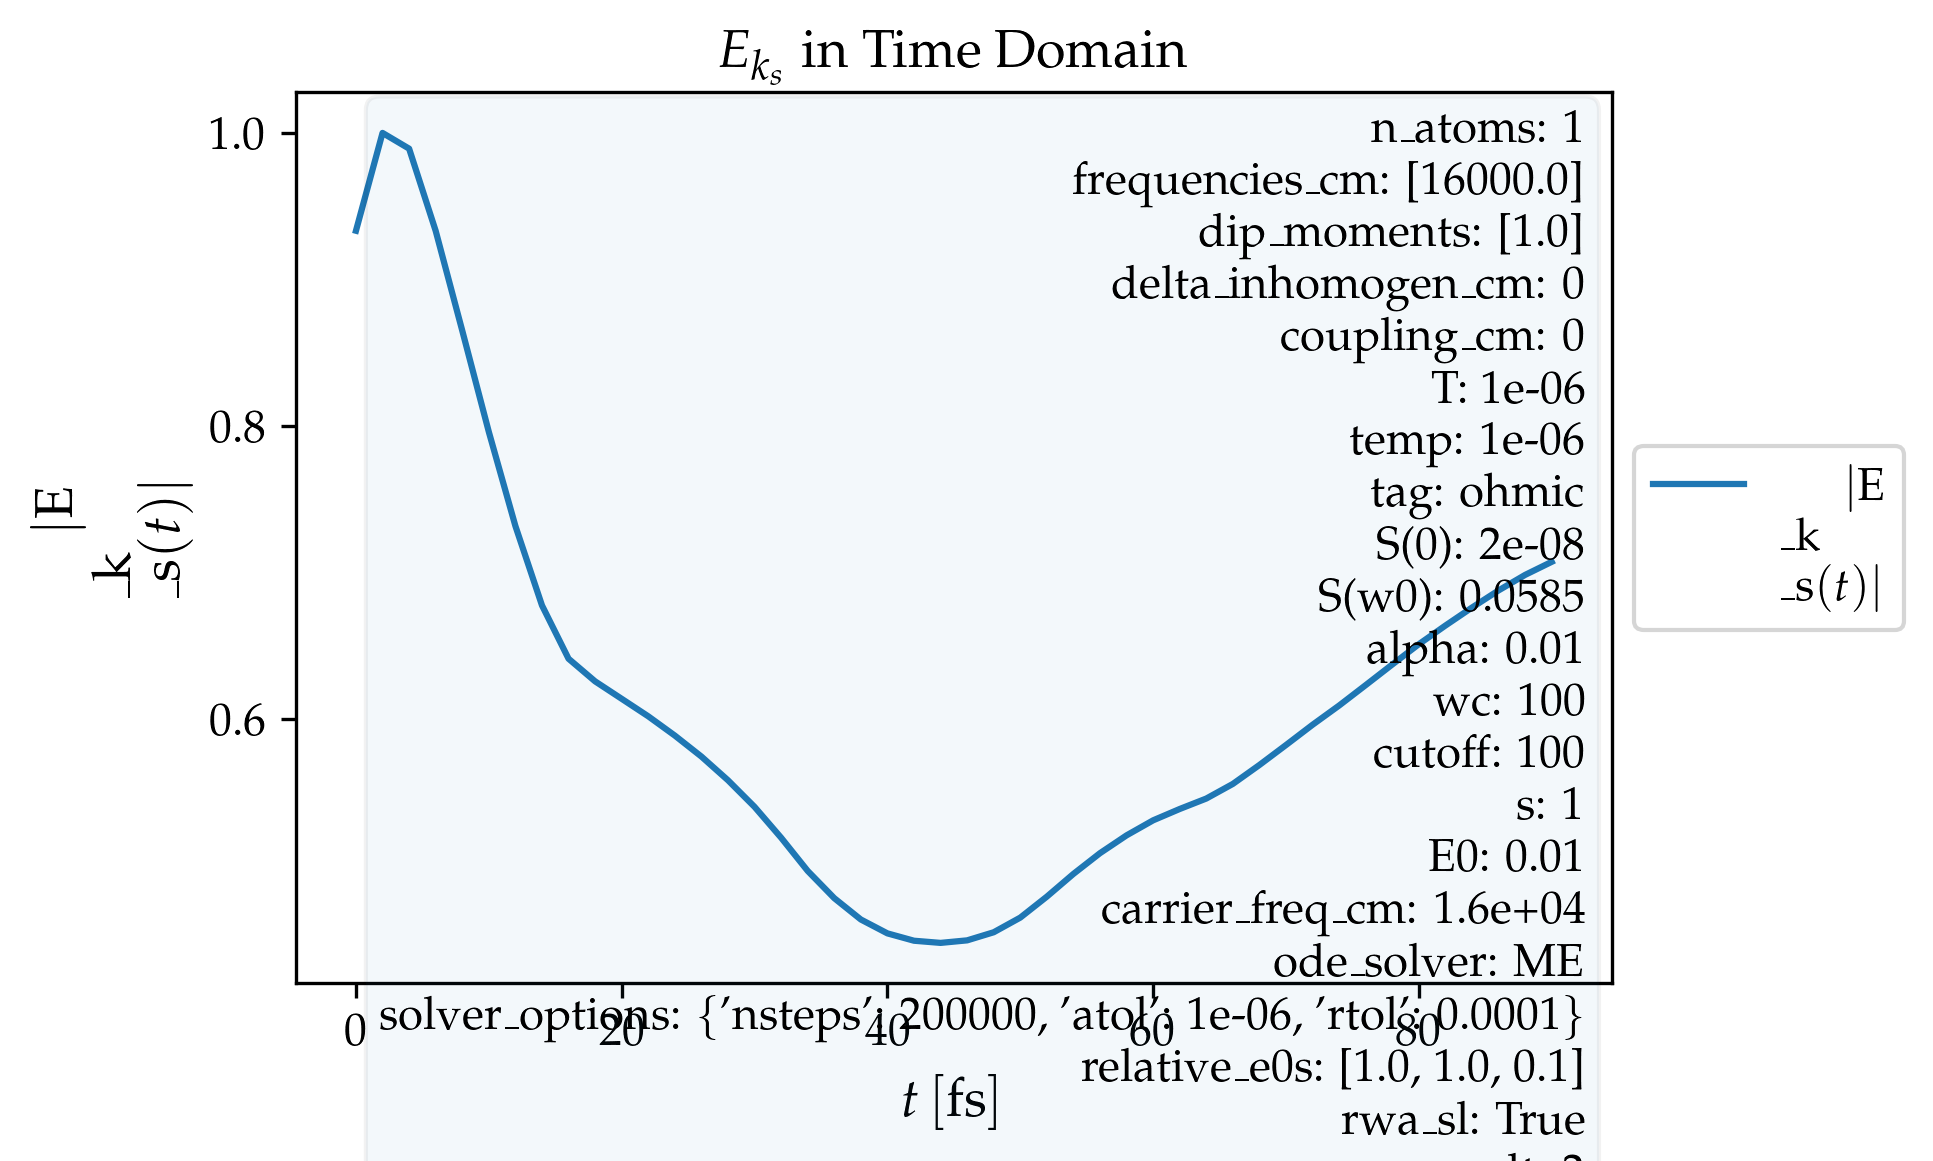 E_{k_s} in Time Domain
1.0
0.8
0.6
|E
_k
_s(t)|
n_atoms: 1
frequencies_cm: [16000.0]
dip_moments: [1.0]
delta_inhomogen_cm: 0
coupling_cm: 0
T: 1e-06
temp: 1e-06
tag: ohmic
S(0): 2e-08
S(w0): 0.0585
alpha: 0.01
wc: 100
cutoff: 100
s: 1
E0: 0.01
carrier_freq_cm: 1.6e+04
ode_solver: ME
solver_options: {'nsteps': 200000, 'atol': 1e-06, 'rtol': 0.0001}
relative_e0s: [1.0, 1.0, 0.1]
rwa_sl: True
0 20 40 60 80
t [fs]
|E
_k
_s(t)|